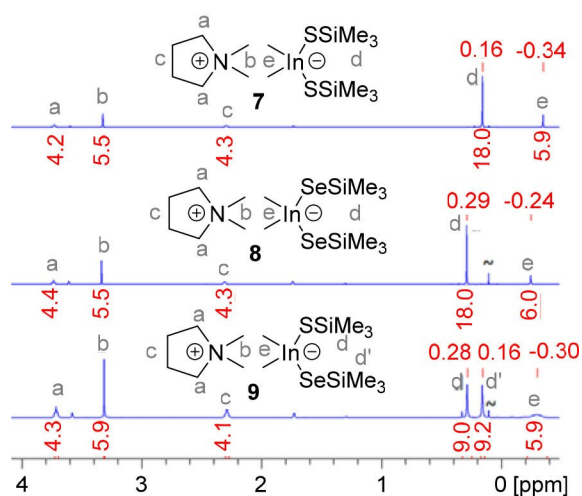 a
SSiMe3
c N b e In d 0.16 -0.34
⊕ ⊖
a SSiMe3
d
a b 7 c e
4.2 5.5 4.3 18.0 5.9
a
SeSiMe3
c N b e In d 0.29 -0.24
⊕ ⊖
a SeSiMe3
d
a b 8 c ~ e
4.4 5.5 4.3 18.0 6.0
a
SSiMe3
c N b e In d d' 0.28 0.16 -0.30
⊕ ⊖
a SeSiMe3
d d'
a b 9 c ~ e
4.3 5.9 4.1 9.0 9.2 5.9
4 3 2 1 0 [ppm]